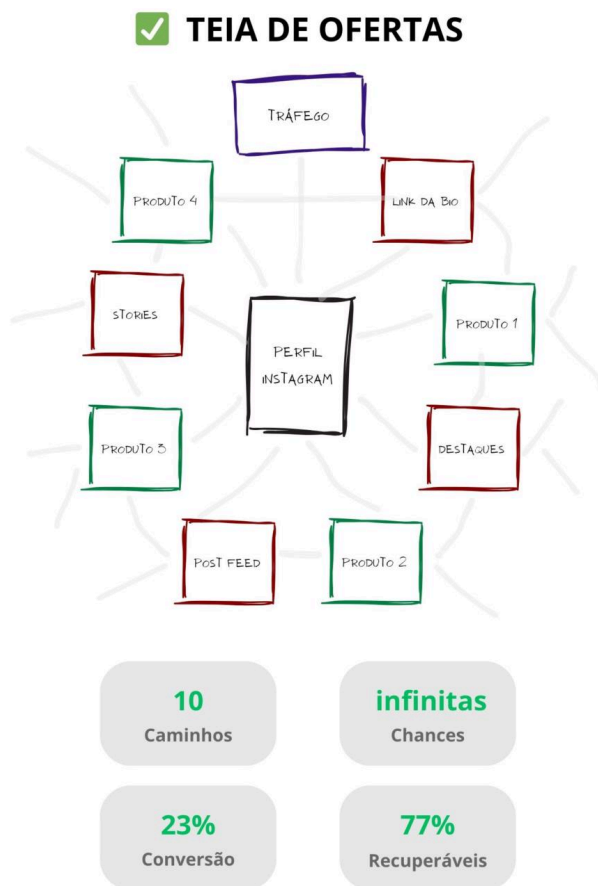 ✅ TEIA DE OFERTAS
TRÁFEGO
PRODUTO 4
LINK DA BIO
STORIES
PRODUTO 1
PERFIL
INSTAGRAM
PRODUTO 3
DESTAQUES
POST FEED
PRODUTO 2
10
Caminhos
infinitas
Chances
23%
Conversão
77%
Recuperáveis